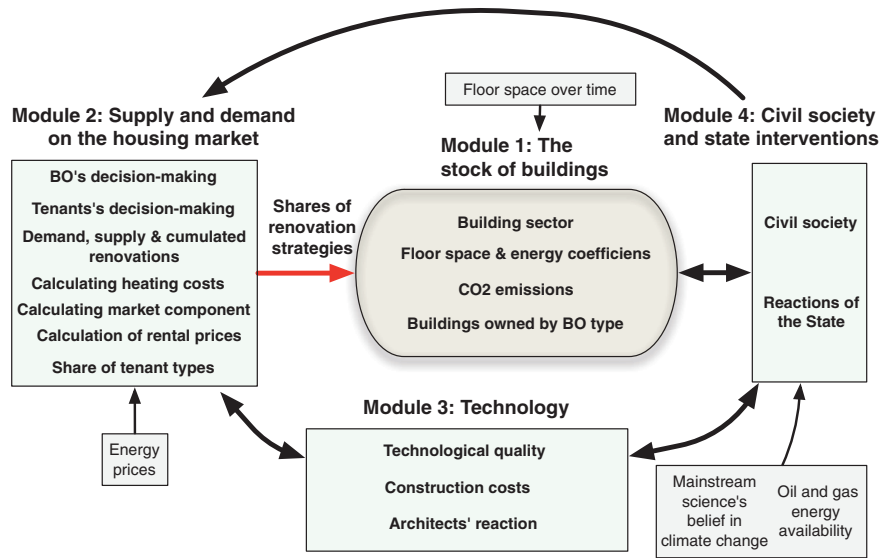 Floor space over time
Module 2: Supply and demand
on the housing market
Module 4: Civil society
and state interventions
Module 1: The
stock of buildings
BO's decision-making
Tenants's decision-making
Demand, supply & cumulated
renovations
Calculating heating costs
Calculating market component
Calculation of rental prices
Share of tenant types
Shares of
renovation
strategies
Building sector
Floor space & energy coefficiens
CO2 emissions
Buildings owned by BO type
Civil society
Reactions of
the State
Module 3: Technology
Technological quality
Construction costs
Architects' reaction
Energy
prices
Mainstream
science's
belief in
climate change
Oil and gas
energy
availability